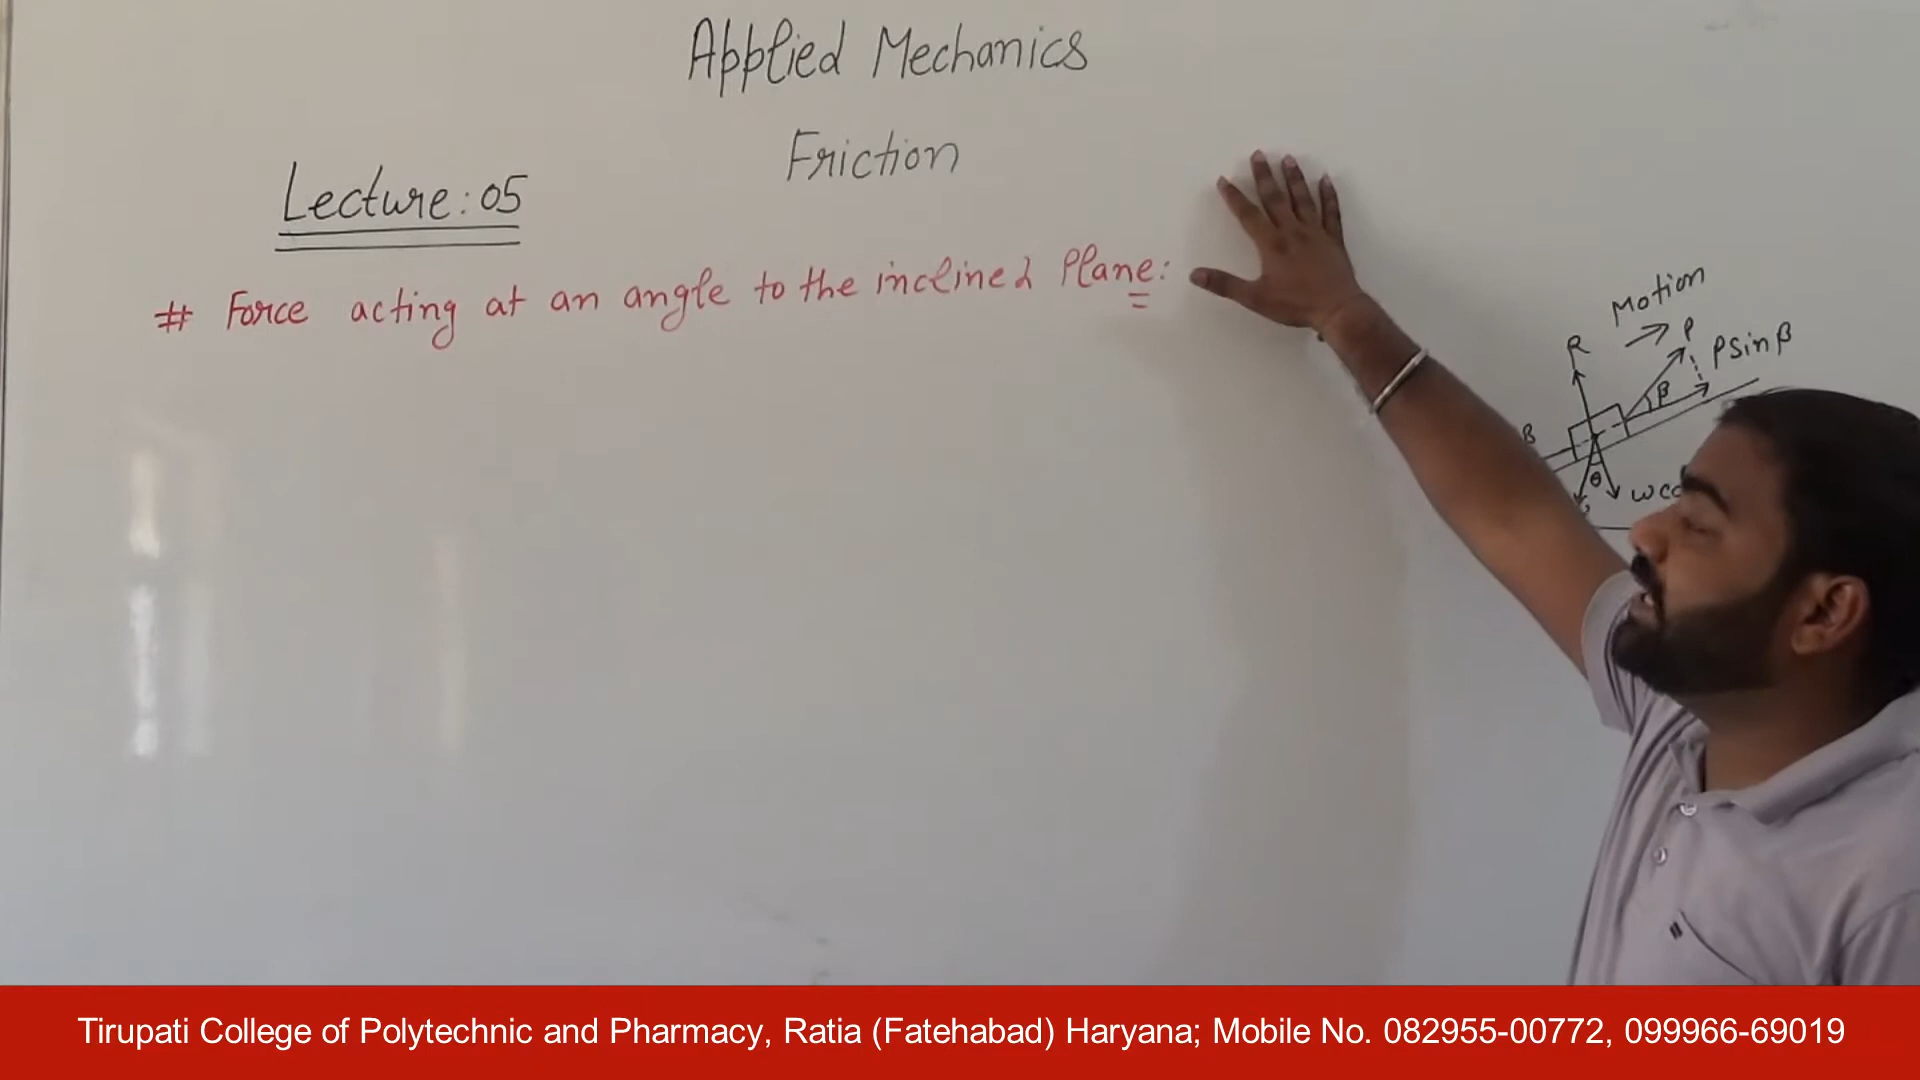 Applied Mechanics
Friction
Lecture: 05
# Force acting at an angle to the inclined Plane:
Motion
R
P
P sin β
β
B
θ
Tirupati College of Polytechnic and Pharmacy, Ratia (Fatehabad) Haryana; Mobile No. 082955-00772, 099966-69019